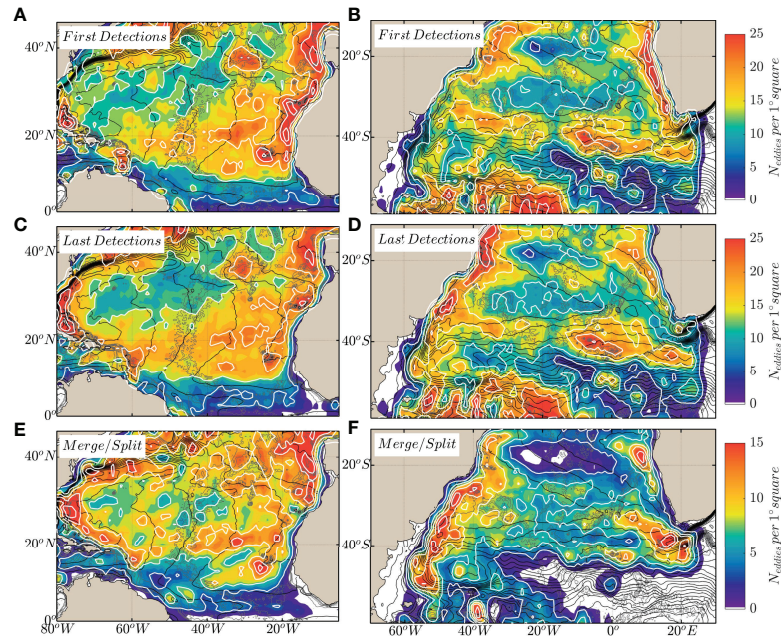 A
First Detections
40°N
20°N
0°
B
First Detections
20°S
40°S
25
20
15
10
5
0
N eddies per 1° square
C
Last Detections
40°N
20°N
0°
D
Last Detections
20°S
40°S
25
20
15
10
5
0
N eddies per 1° square
E
Merge/Split
40°N
20°N
0°
80°W 60°W 40°W 20°W
F
Merge/Split
20°S
40°S
60°W 40°W 20°W 0° 20°E
15
10
5
0
N eddies per 1° square